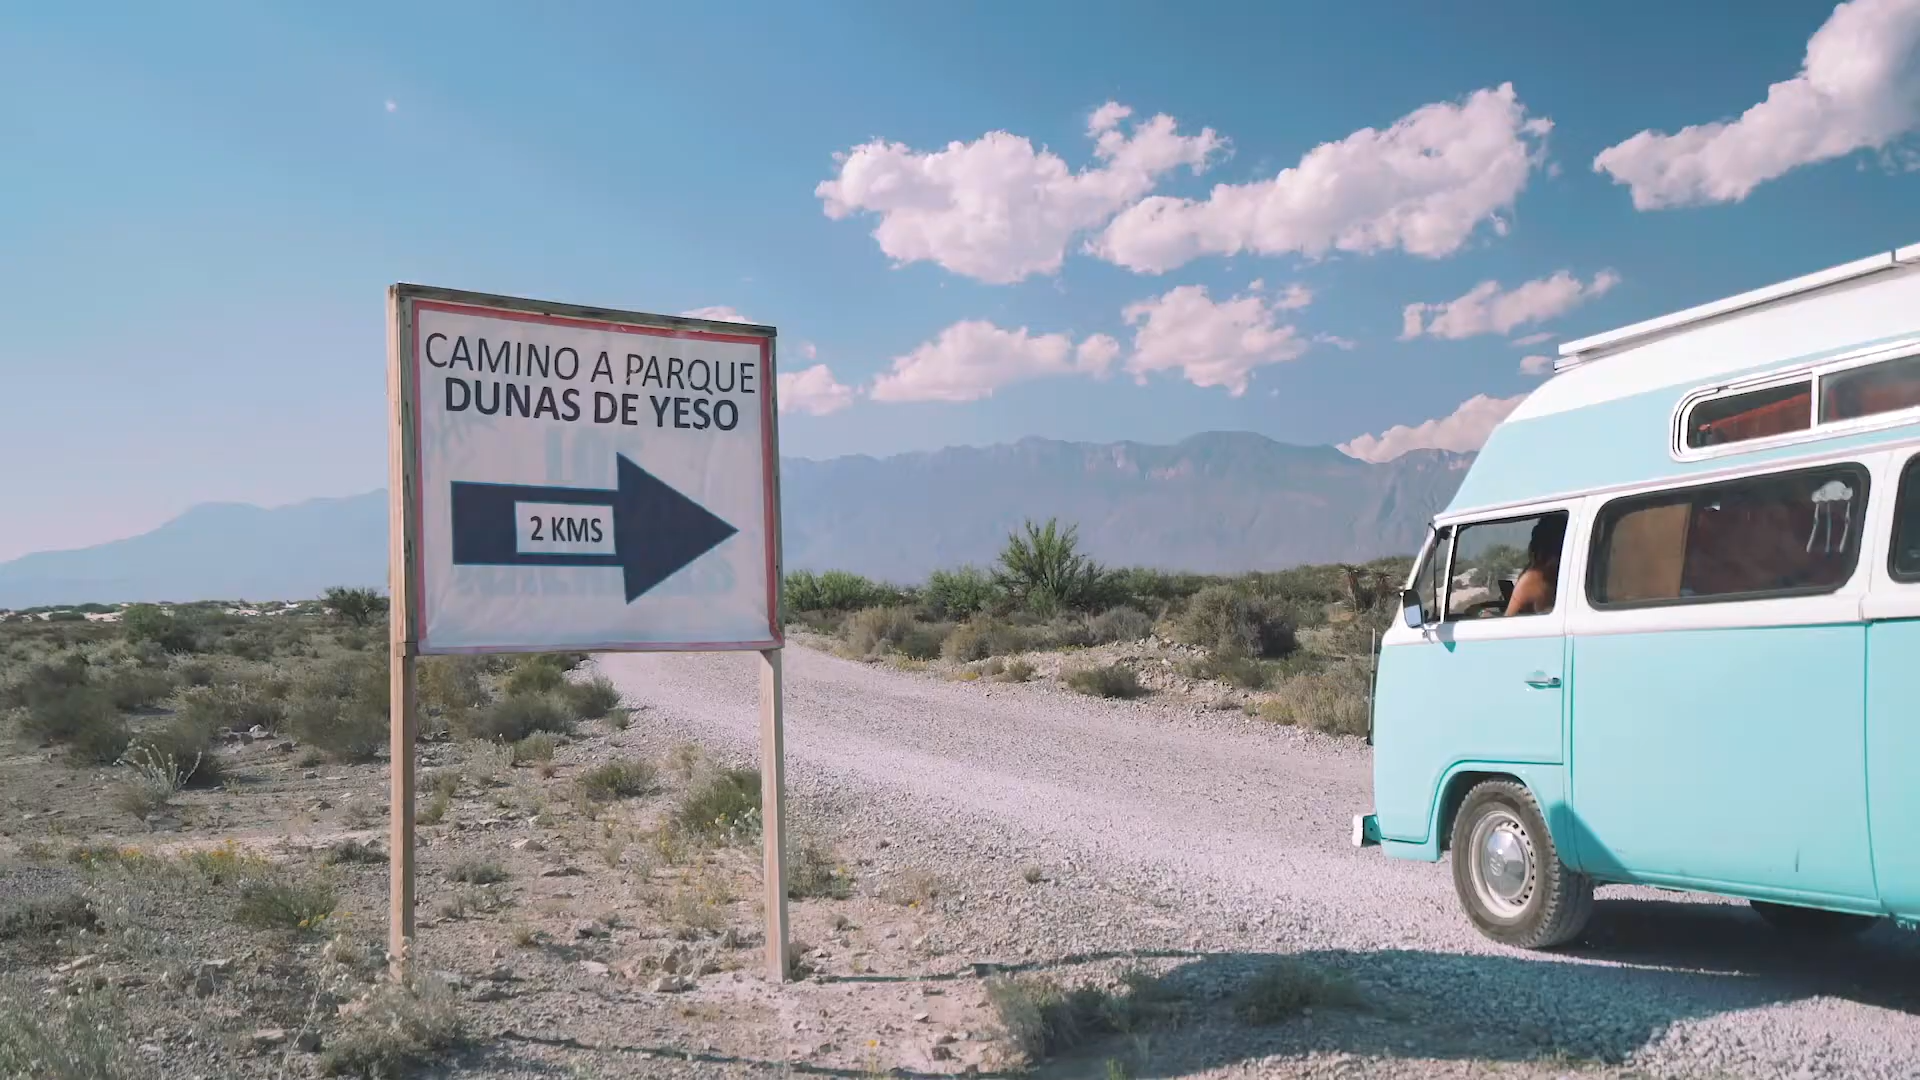 CAMINO A PARQUE
DUNAS DE YESO
2 KMS